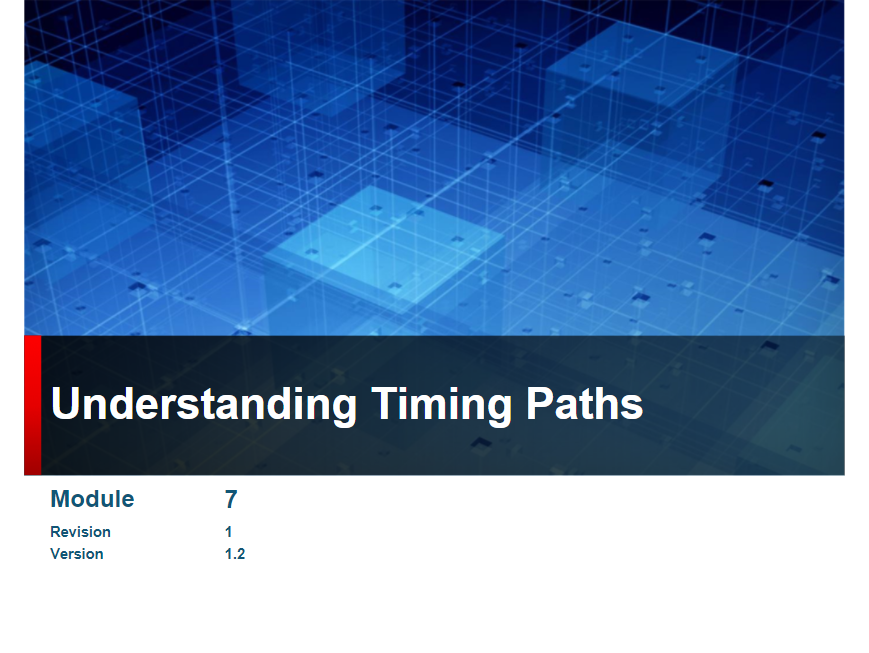 Understanding Timing Paths
Module 7
Revision 1
Version 1.2